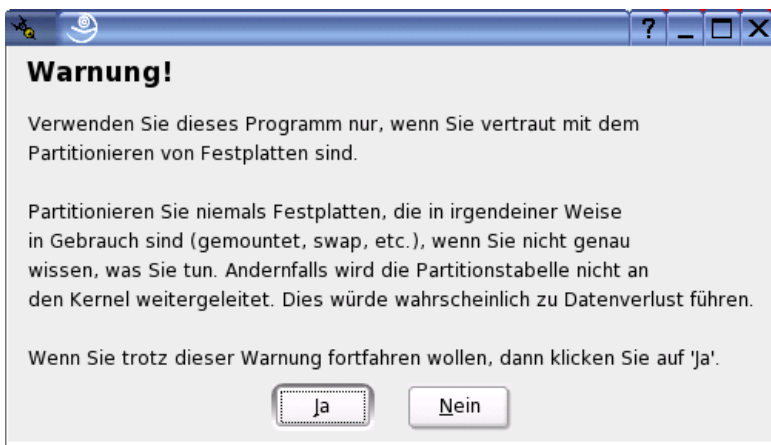 Warnung!
Verwenden Sie dieses Programm nur, wenn Sie vertraut mit dem
Partitionieren von Festplatten sind.
Partitionieren Sie niemals Festplatten, die in irgendeiner Weise
in Gebrauch sind (gemountet, swap, etc.), wenn Sie nicht genau
wissen, was Sie tun. Andernfalls wird die Partitionstabelle nicht an
den Kernel weitergeleitet. Dies würde wahrscheinlich zu Datenverlust führen.
Wenn Sie trotz dieser Warnung fortfahren wollen, dann klicken Sie auf 'Ja'.
Ja Nein